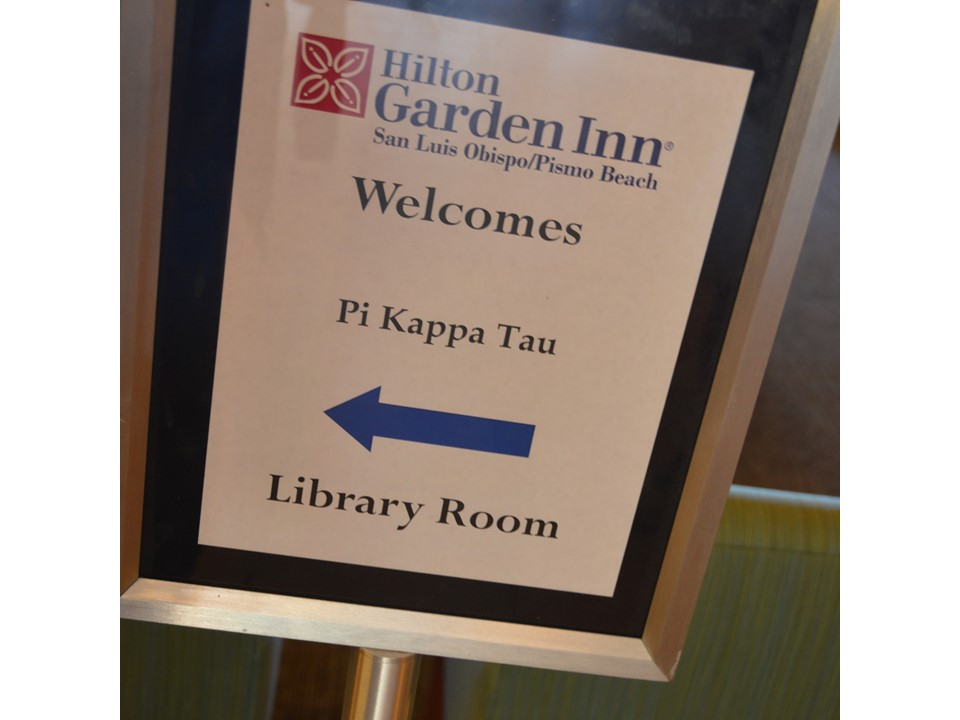 Hilton
Garden Inn®
San Luis Obispo/Pismo Beach
Welcomes
Pi Kappa Tau
Library Room